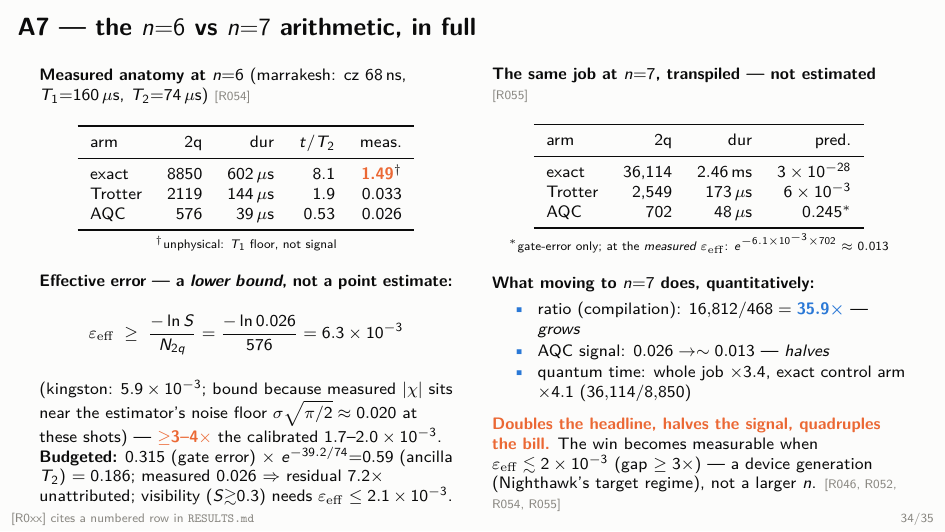 A7 — the n=6 vs n=7 arithmetic, in full
Measured anatomy at n=6 (marrakesh: cz 68 ns,
T₁=160 μs, T₂=74 μs) [R054]
arm 2q dur t/T₂ meas.
exact 8850 602 μs 8.1 1.49†
Trotter 2119 144 μs 1.9 0.033
AQC 576 39 μs 0.53 0.026
†unphysical: T₁ floor, not signal
Effective error — a lower bound, not a point estimate:
ε_eff ≥ −ln S / N_2q = −ln 0.026 / 576 = 6.3 × 10⁻³
(kingston: 5.9 × 10⁻³; bound because measured |χ| sits
near the estimator's noise floor σ√(π/2) ≈ 0.020 at
these shots) — ≥3–4× the calibrated 1.7–2.0 × 10⁻³.
Budgeted: 0.315 (gate error) × e^(−39.2/74)=0.59 (ancilla
T₂) = 0.186; measured 0.026 ⇒ residual 7.2×
unattributed; visibility (S≳0.3) needs ε_eff ≤ 2.1 × 10⁻³.
The same job at n=7, transpiled — not estimated
[R055]
arm 2q dur pred.
exact 36,114 2.46 ms 3 × 10⁻²⁸
Trotter 2,549 173 μs 6 × 10⁻³
AQC 702 48 μs 0.245*
*gate-error only; at the measured ε_eff: e^(−6.1×10⁻³×702) ≈ 0.013
What moving to n=7 does, quantitatively:
▪ ratio (compilation): 16,812/468 = 35.9× —
grows
▪ AQC signal: 0.026 →∼ 0.013 — halves
▪ quantum time: whole job ×3.4, exact control arm
×4.1 (36,114/8,850)
Doubles the headline, halves the signal, quadruples
the bill. The win becomes measurable when
ε_eff ≲ 2 × 10⁻³ (gap ≥ 3×) — a device generation
(Nighthawk's target regime), not a larger n. [R046, R052,
R054, R055]
[R0xx] cites a numbered row in RESULTS.md
34/35